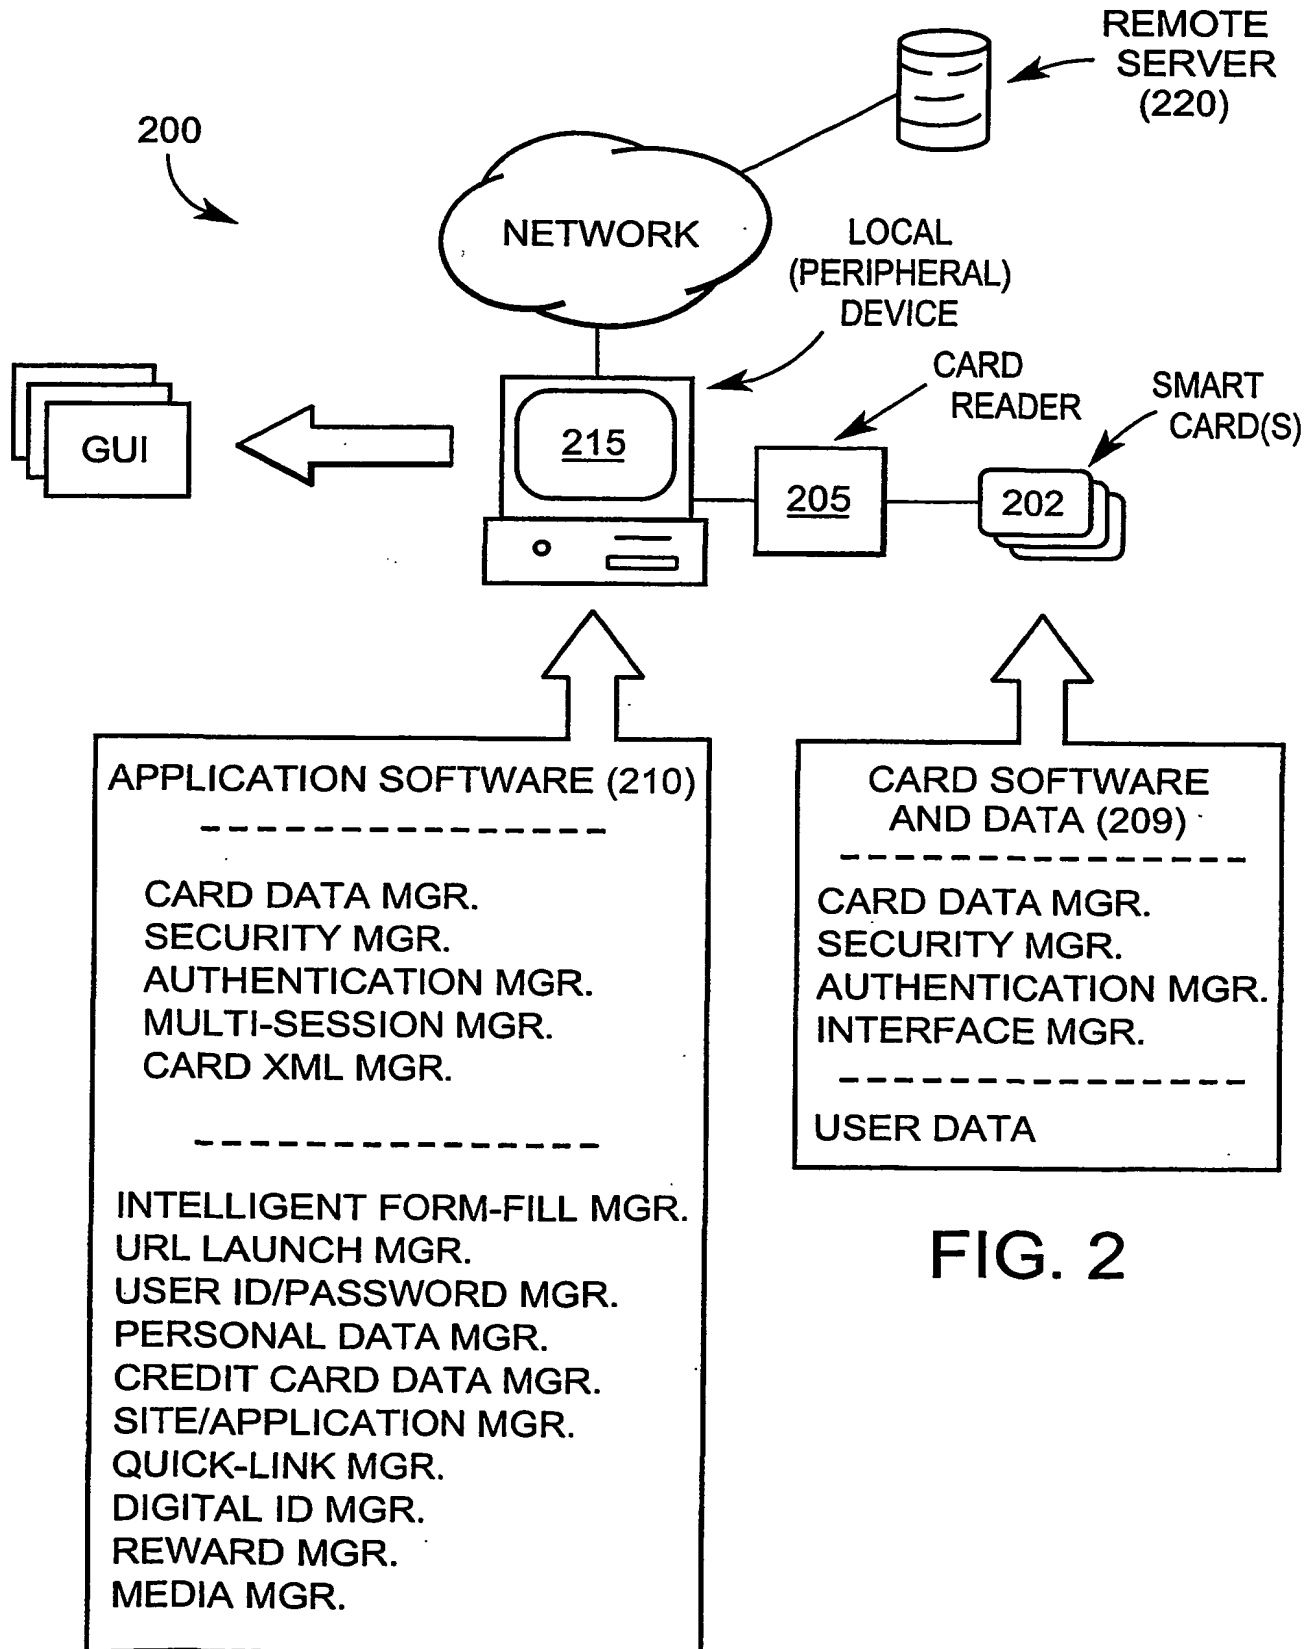 REMOTE
SERVER
(220)
200
NETWORK
LOCAL
(PERIPHERAL)
DEVICE
CARD
READER
SMART
CARD(S)
GUI
215
205
202
APPLICATION SOFTWARE (210)
CARD DATA MGR.
SECURITY MGR.
AUTHENTICATION MGR.
MULTI-SESSION MGR.
CARD XML MGR.
INTELLIGENT FORM-FILL MGR.
URL LAUNCH MGR.
USER ID/PASSWORD MGR.
PERSONAL DATA MGR.
CREDIT CARD DATA MGR.
SITE/APPLICATION MGR.
QUICK-LINK MGR.
DIGITAL ID MGR.
REWARD MGR.
MEDIA MGR.
CARD SOFTWARE
AND DATA (209)
CARD DATA MGR.
SECURITY MGR.
AUTHENTICATION MGR.
INTERFACE MGR.
USER DATA
FIG. 2